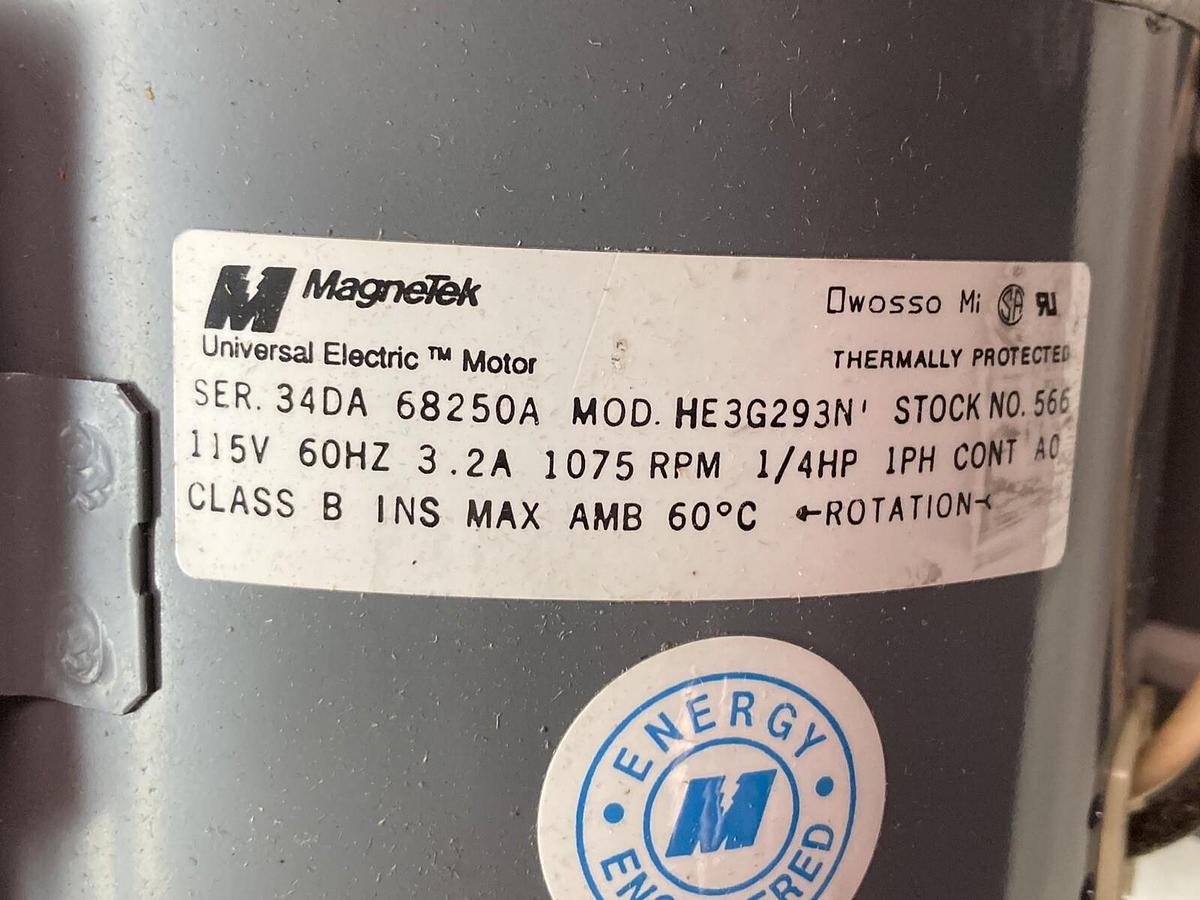 MagneTek
Owosso Mi SA
Universal Electric ™ Motor
THERMALLY PROTECTED
SER. 34DA 68250A MOD. HE3G293N' STOCK NO. 566
115V 60HZ 3.2A 1075 RPM 1/4HP 1PH CONT AO
CLASS B INS MAX AMB 60°C ←ROTATION-<
ENERGY